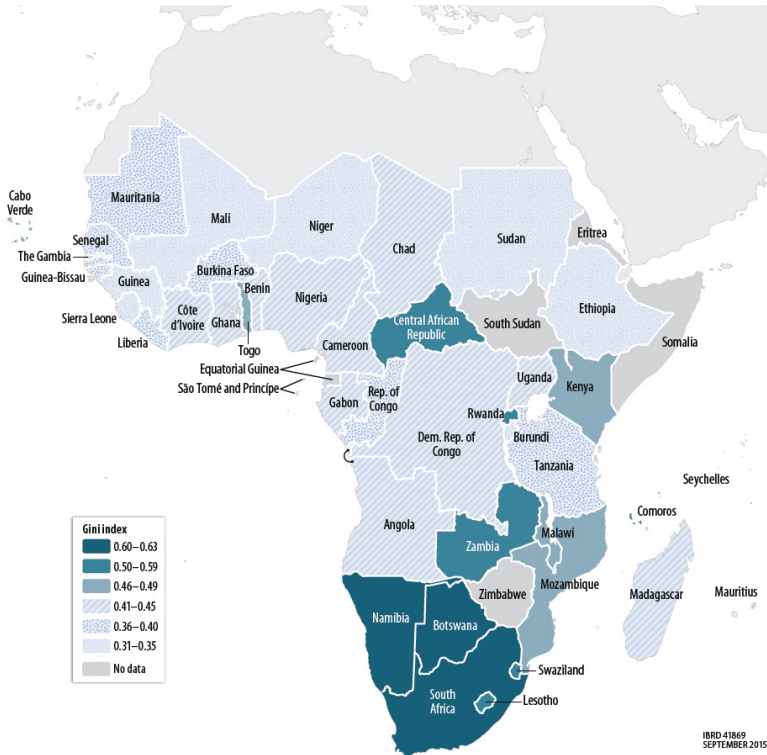 Cabo
Verde
Mauritania
Mali
Niger
Chad
Sudan
Eritrea
Senegal
The Gambia
Guinea-Bissau
Guinea
Burkina Faso
Benin
Nigeria
Sierra Leone
Côte
d’Ivoire
Ghana
Liberia
Togo
Cameroon
Central African
Republic
South Sudan
Ethiopia
Somalia
Equatorial Guinea
São Tomé and Príncípe
Gabon
Rep. of
Congo
Dem. Rep. of
Congo
Uganda
Kenya
Rwanda
Burundi
Tanzania
Seychelles
Comoros
Angola
Zambia
Malawi
Mozambique
Zimbabwe
Madagascar
Mauritius
Namibia
Botswana
South
Africa
Swaziland
Lesotho
Gini index
0.60–0.63
0.50–0.59
0.46–0.49
0.41–0.45
0.36–0.40
0.31–0.35
No data
IBRD 41869
SEPTEMBER 2015